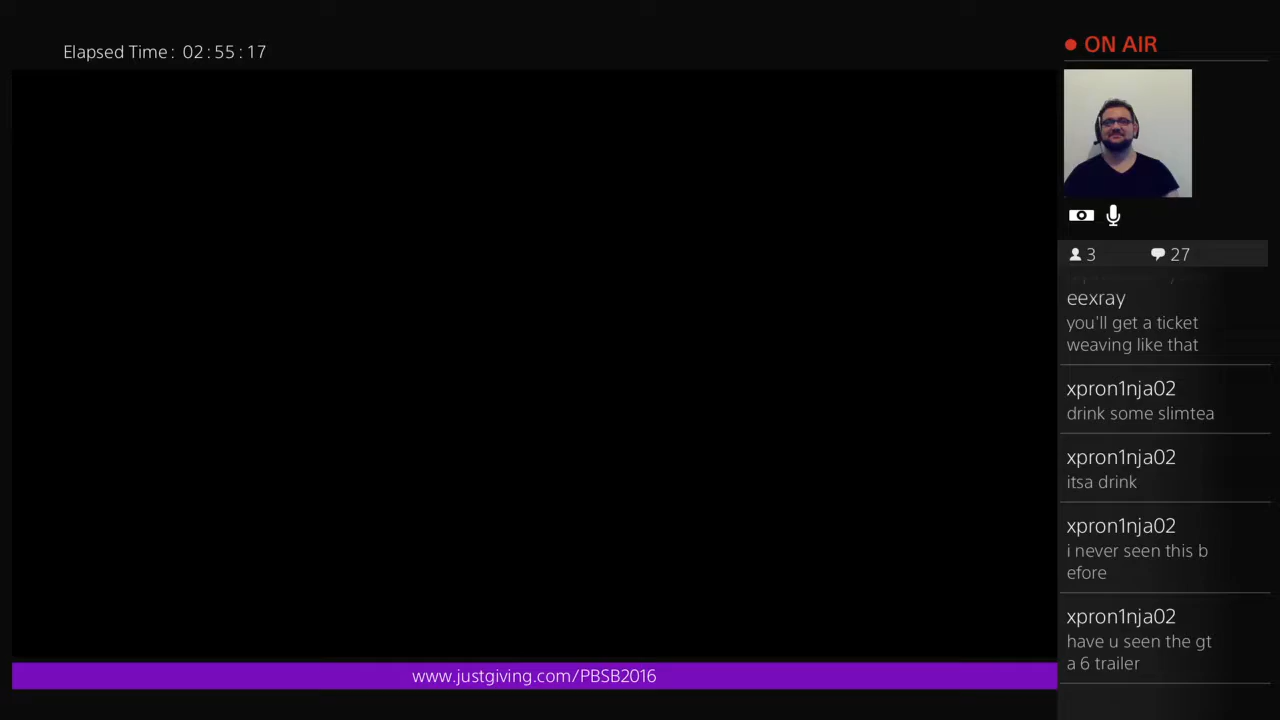 Elapsed Time: 02:55:17
ON AIR
3 27
eexray
you'll get a ticket
weaving like that
xpron1nja02
drink some slimtea
xpron1nja02
itsa drink
xpron1nja02
i never seen this b
efore
xpron1nja02
have u seen the gt
a 6 trailer
www.justgiving.com/PBSB2016